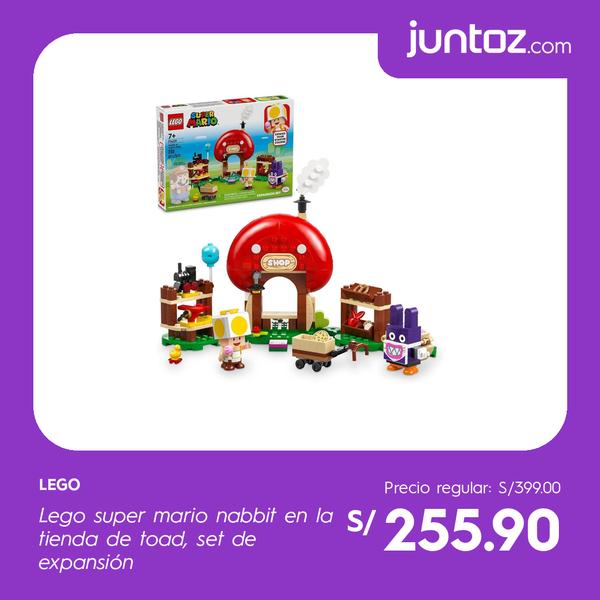 juntoz.com
LEGO
SUPER
MARIO
7+
SHOP
LEGO
Lego super mario nabbit en la
tienda de toad, set de
expansión
Precio regular: S/399.00
S/ 255.90